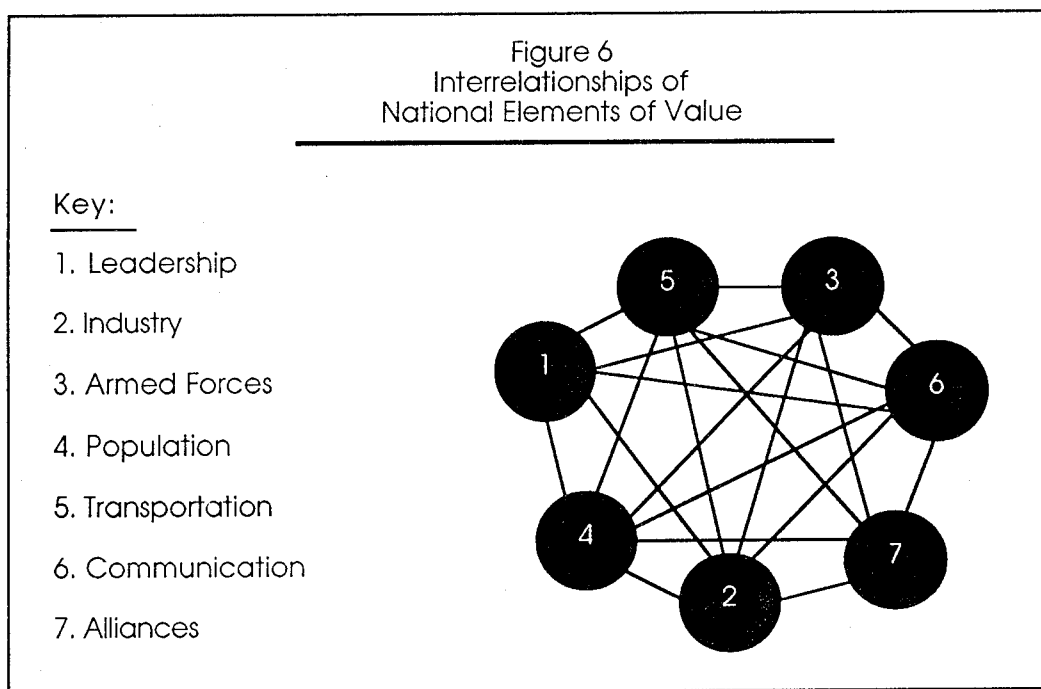 Figure 6
Interrelationships of
National Elements of Value
Key:
1. Leadership
2. Industry
3. Armed Forces
4. Population
5. Transportation
6. Communication
7. Alliances
5
3
1
6
4
7
2